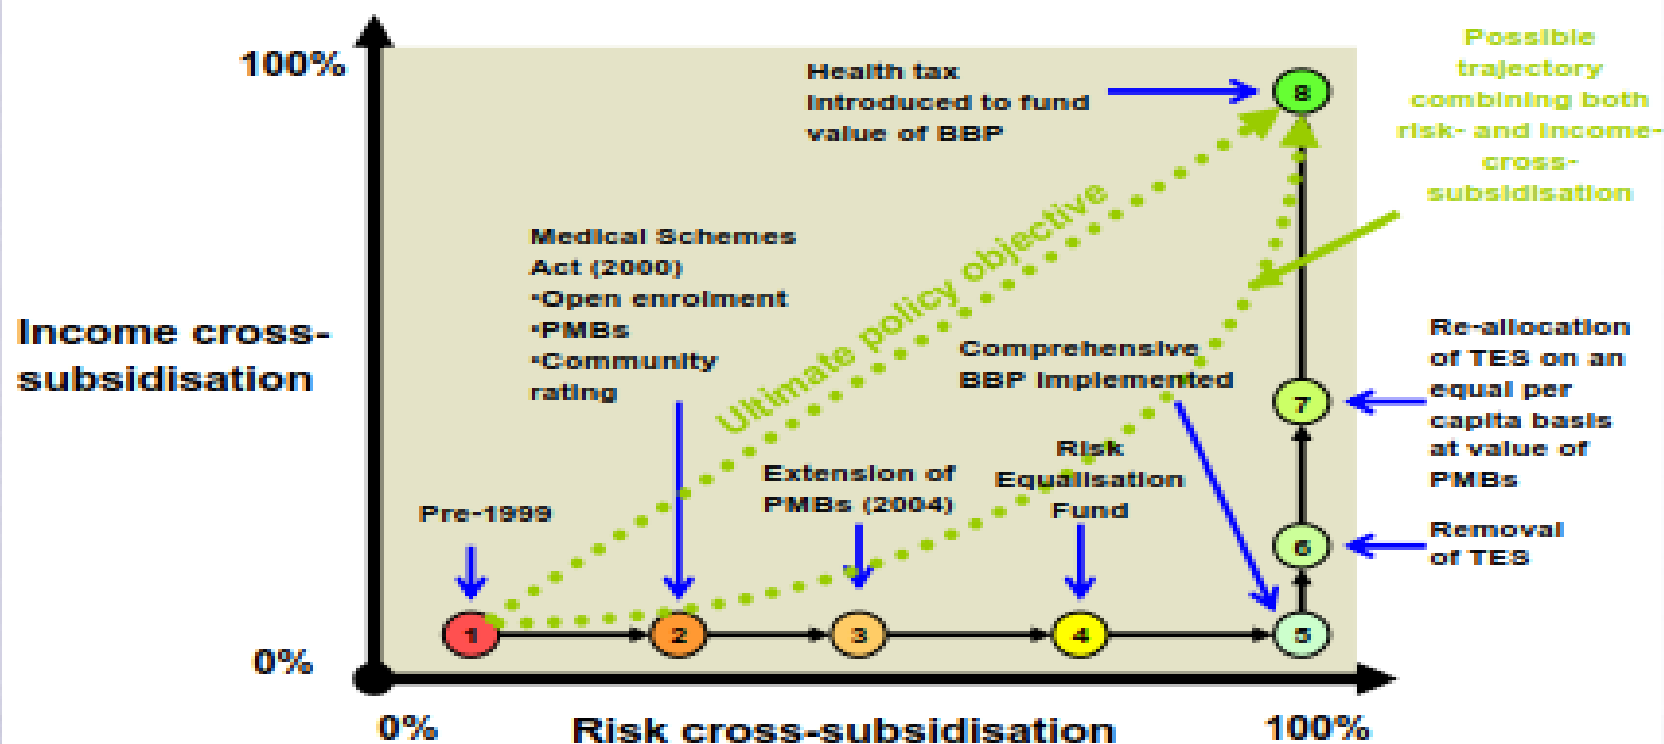 100%
Health tax
introduced to fund
value of BBP
8
Possible
trajectory
combining both
risk- and income-
cross-
subsidisation
Medical Schemes
Act (2000)
•Open enrolment
•PMBs
•Community
rating
Ultimate policy objective
Income cross-
subsidisation
Comprehensive
BBP implemented
7
Re-allocation
of TES on an
equal per
capita basis
at value of
PMBs
Pre-1999
Extension of
PMBs (2004)
Risk
Equalisation
Fund
6
Removal
of TES
1
2
3
4
5
0%
0%
Risk cross-subsidisation
100%